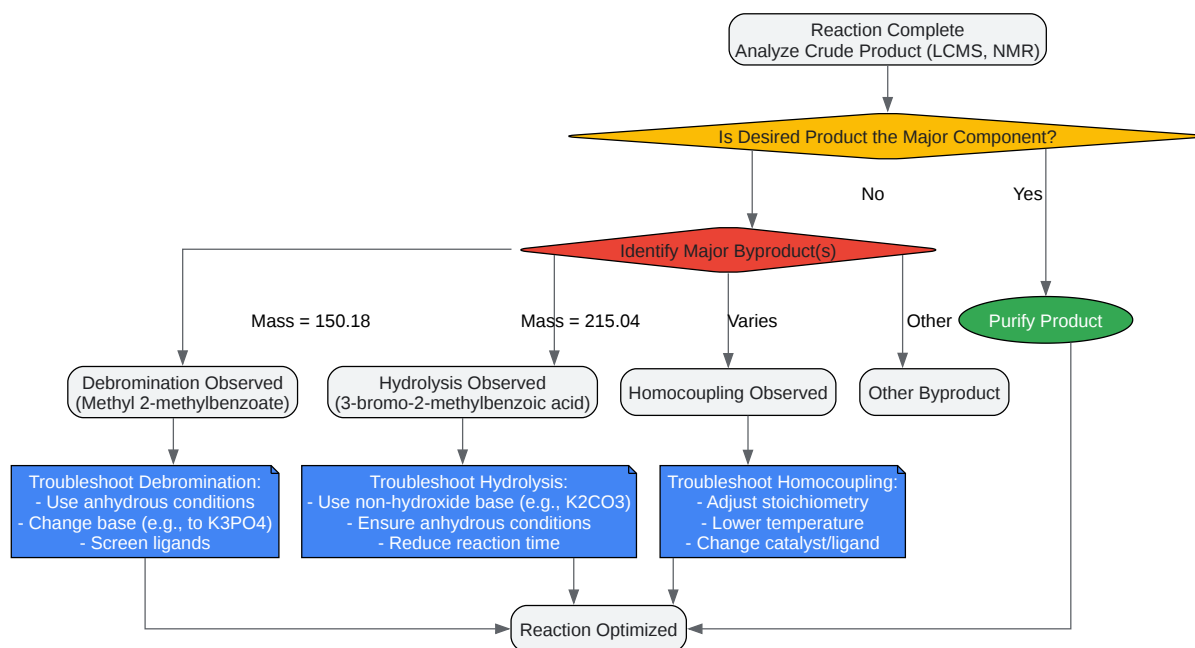 Reaction Complete
Analyze Crude Product (LCMS, NMR)
Is Desired Product the Major Component?
No
Yes
Identify Major Byproduct(s)
Mass = 150.18
Mass = 215.04
Varies
Other
Purify Product
Debromination Observed
(Methyl 2-methylbenzoate)
Hydrolysis Observed
(3-bromo-2-methylbenzoic acid)
Homocoupling Observed
Other Byproduct
Troubleshoot Debromination:
- Use anhydrous conditions
- Change base (e.g., to K3PO4)
- Screen ligands
Troubleshoot Hydrolysis:
- Use non-hydroxide base (e.g., K2CO3)
- Ensure anhydrous conditions
- Reduce reaction time
Troubleshoot Homocoupling:
- Adjust stoichiometry
- Lower temperature
- Change catalyst/ligand
Reaction Optimized